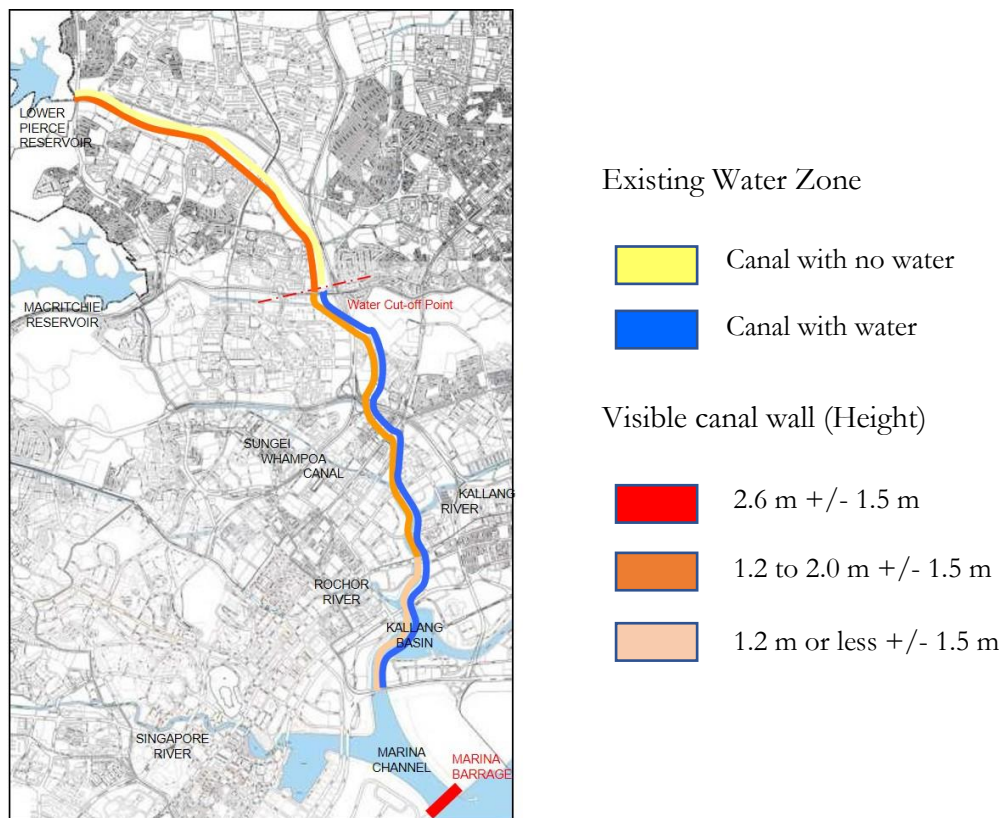 LOWER
PIERCE
RESERVOIR
MACRITCHIE
RESERVOIR
Water Cut-off Point
SUNGEI
WHAMPOA
CANAL
KALLANG
RIVER
ROCHOR
RIVER
KALLANG
BASIN
SINGAPORE
RIVER
MARINA
CHANNEL
MARINA
BARRAGE
Existing Water Zone
Canal with no water
Canal with water
Visible canal wall (Height)
2.6 m +/- 1.5 m
1.2 to 2.0 m +/- 1.5 m
1.2 m or less +/- 1.5 m